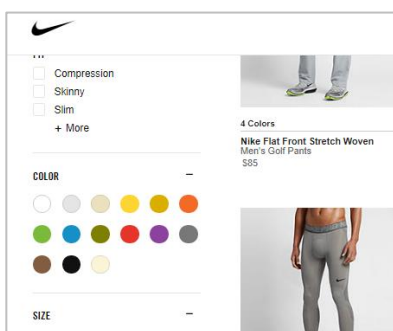 Compression
Skinny
Slim
+ More
COLOR
SIZE
4 Colors
Nike Flat Front Stretch Woven
Men's Golf Pants
$85